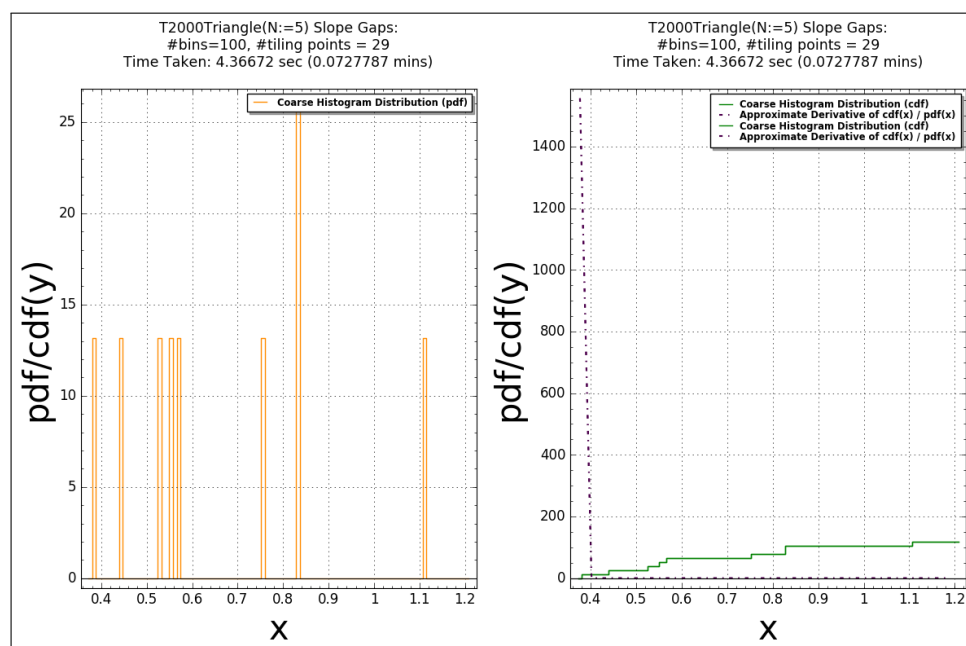 T2000Triangle(N:=5) Slope Gaps:
#bins=100, #tiling points = 29
Time Taken: 4.36672 sec (0.0727787 mins)
Coarse Histogram Distribution (pdf)
25
20
15
10
5
0
pdf/cdf(y)
0.4 0.5 0.6 0.7 0.8 0.9 1 1.1 1.2
x
T2000Triangle(N:=5) Slope Gaps:
#bins=100, #tiling points = 29
Time Taken: 4.36672 sec (0.0727787 mins)
Coarse Histogram Distribution (cdf)
Approximate Derivative of cdf(x) / pdf(x)
Coarse Histogram Distribution (cdf)
Approximate Derivative of cdf(x) / pdf(x)
1400
1200
1000
800
600
400
200
0
pdf/cdf(y)
0.4 0.5 0.6 0.7 0.8 0.9 1 1.1 1.2
x